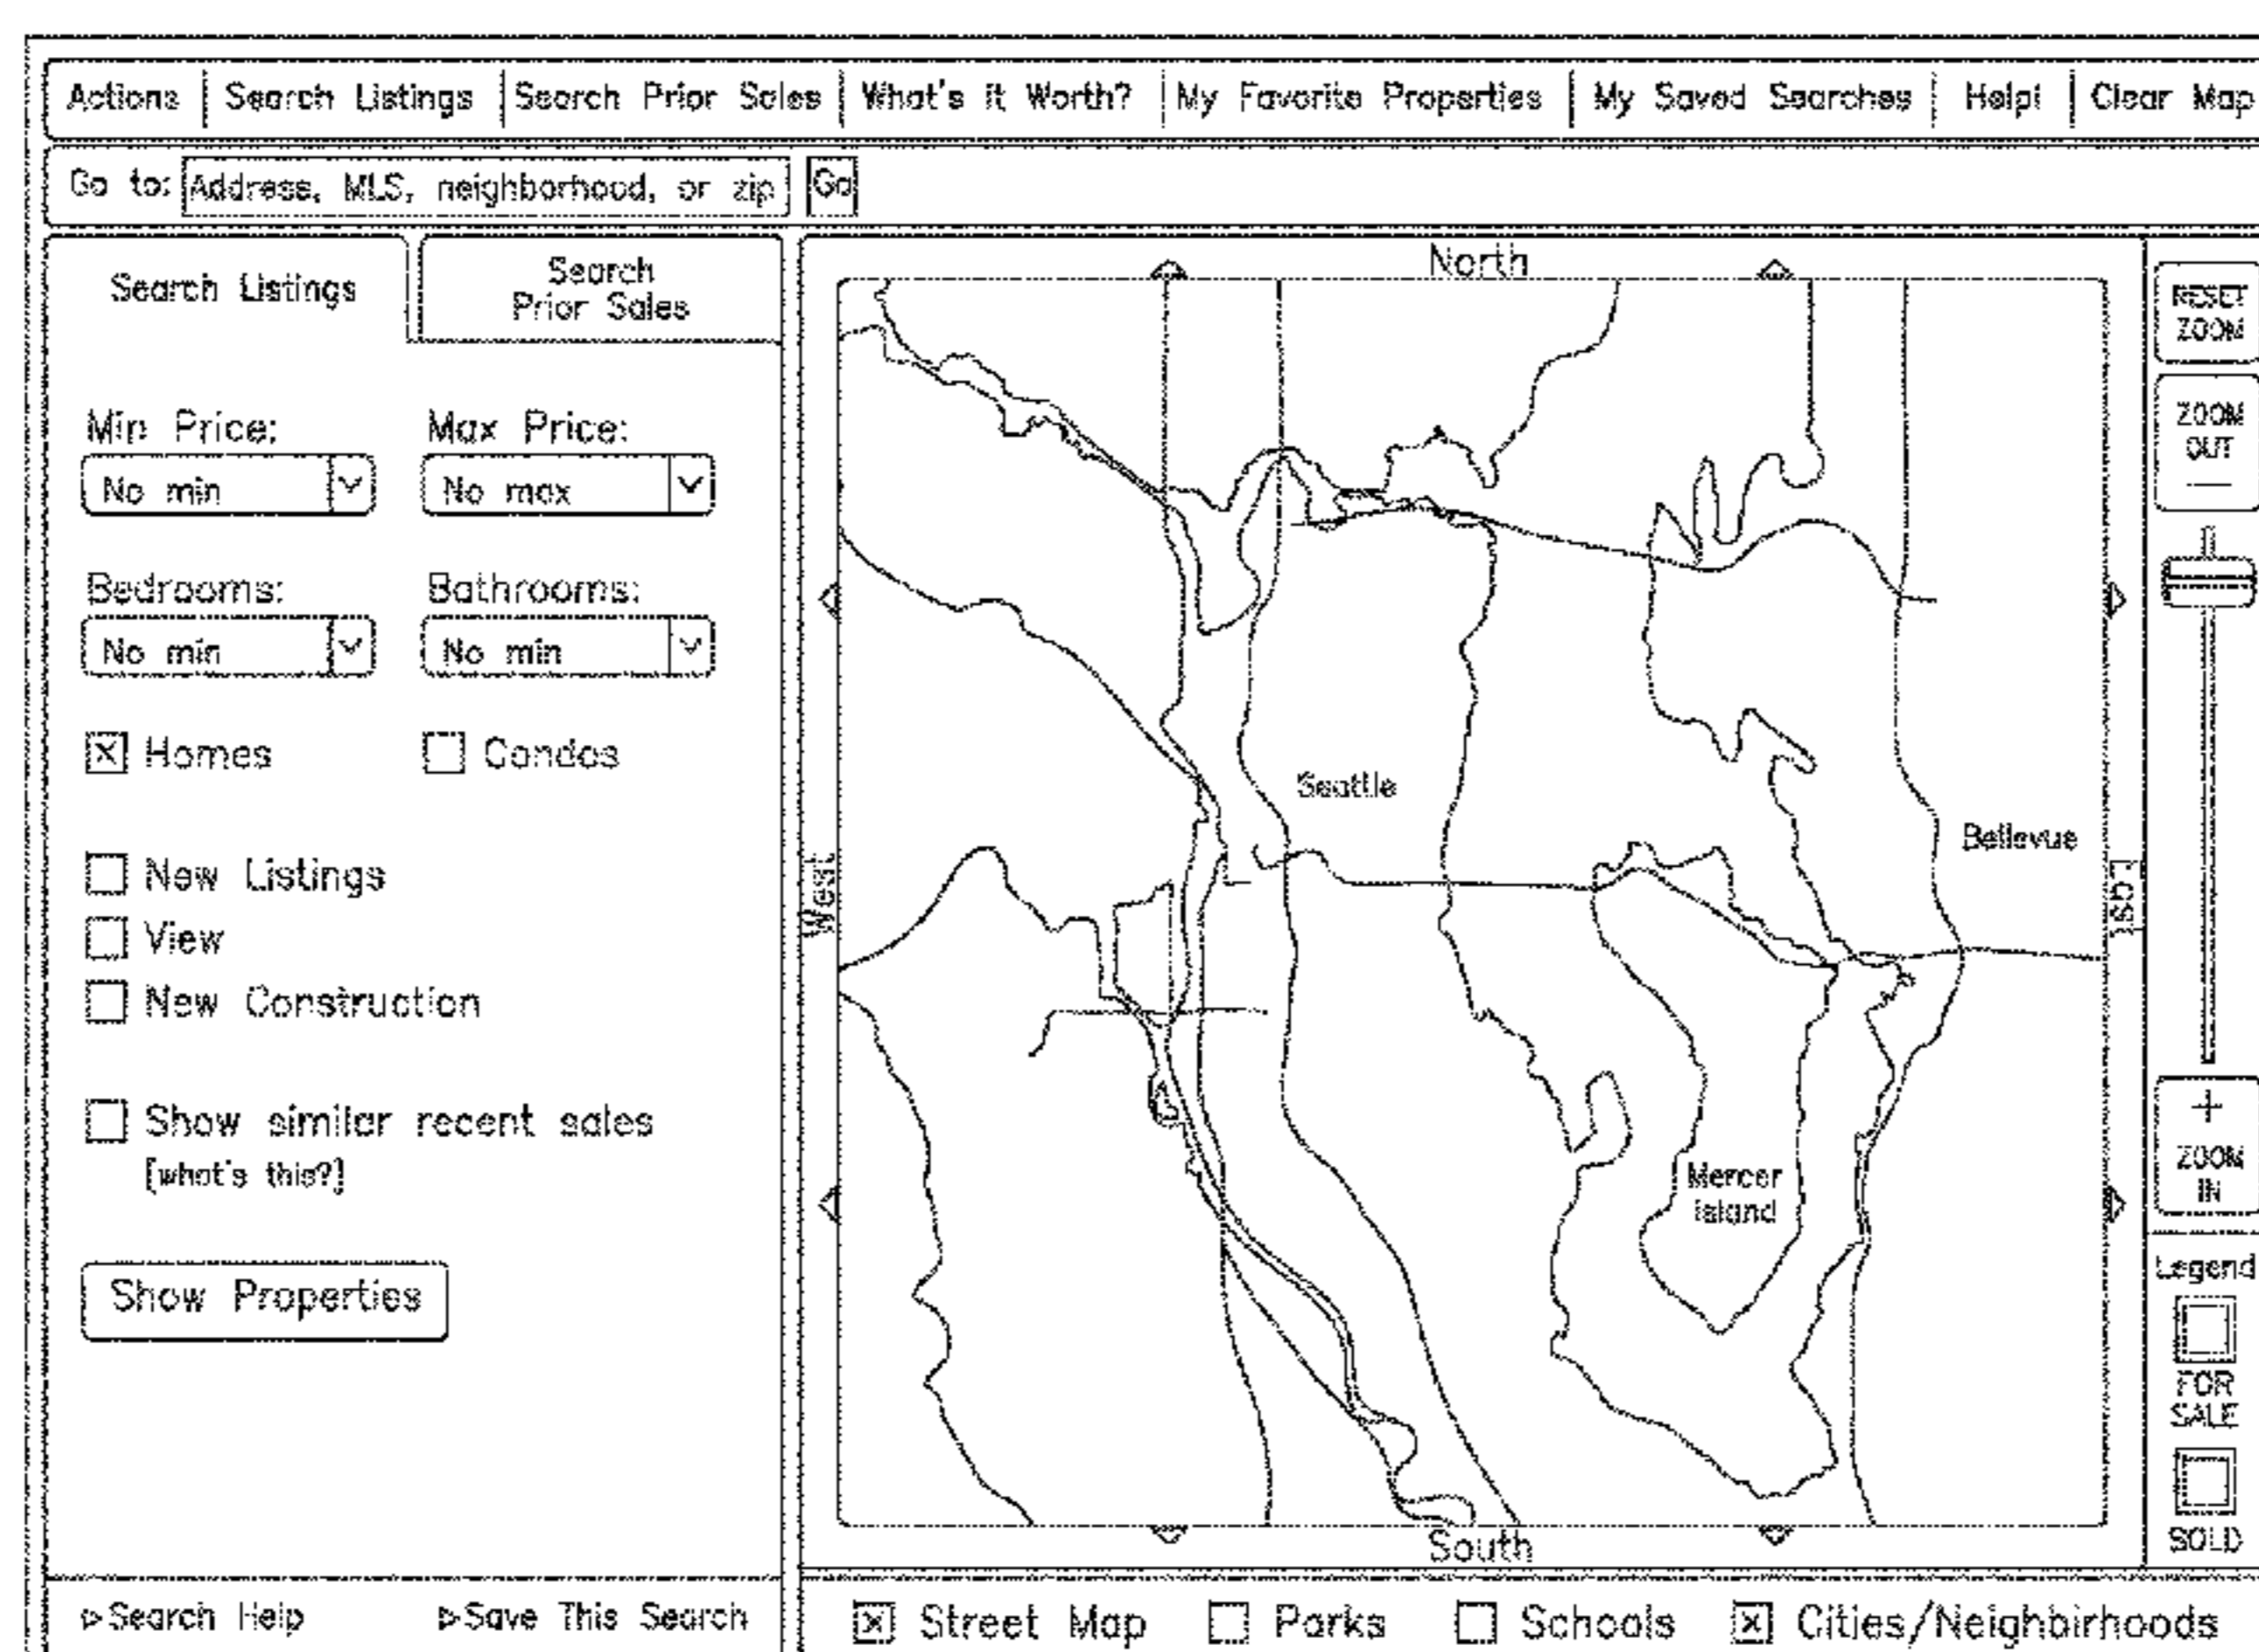 Actions Search Listings Search Prior Sales What's it Worth? My Favorite Properties My Saved Searches Help! Clear Map
Go to: Address, MLS, neighborhood, or zip Go
Search Listings
Search
Prior Sales
Min Price: Max Price:
No min No max
Bedrooms: Bathrooms:
No min No min
Homes Condos
New Listings
View
New Construction
Show similar recent sales
[what's this?]
Show Properties
Search Help Save This Search
North
West
Seattle
Bellevue
Mercer
Island
East
South
RESET
ZOOM
ZOOM
OUT
—
+
ZOOM
IN
Legend
FOR
SALE
SOLD
Street Map Parks Schools Cities/Neighbirhoods